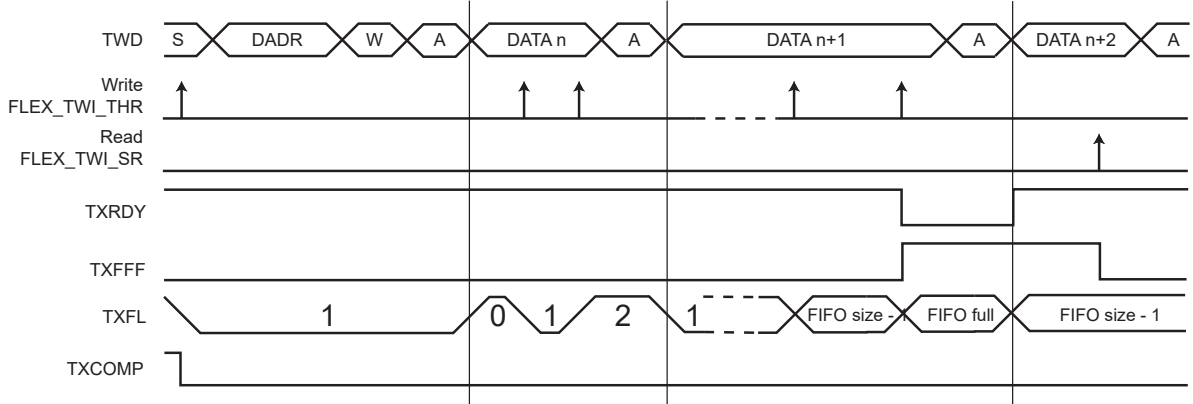 TWD S DADR W A DATA n A DATA n+1 A DATA n+2 A
Write
FLEX_TWI_THR
Read
FLEX_TWI_SR
TXRDY
TXFFF
TXFL 1 0 1 2 1 FIFO size - 1 FIFO full FIFO size - 1
TXCOMP